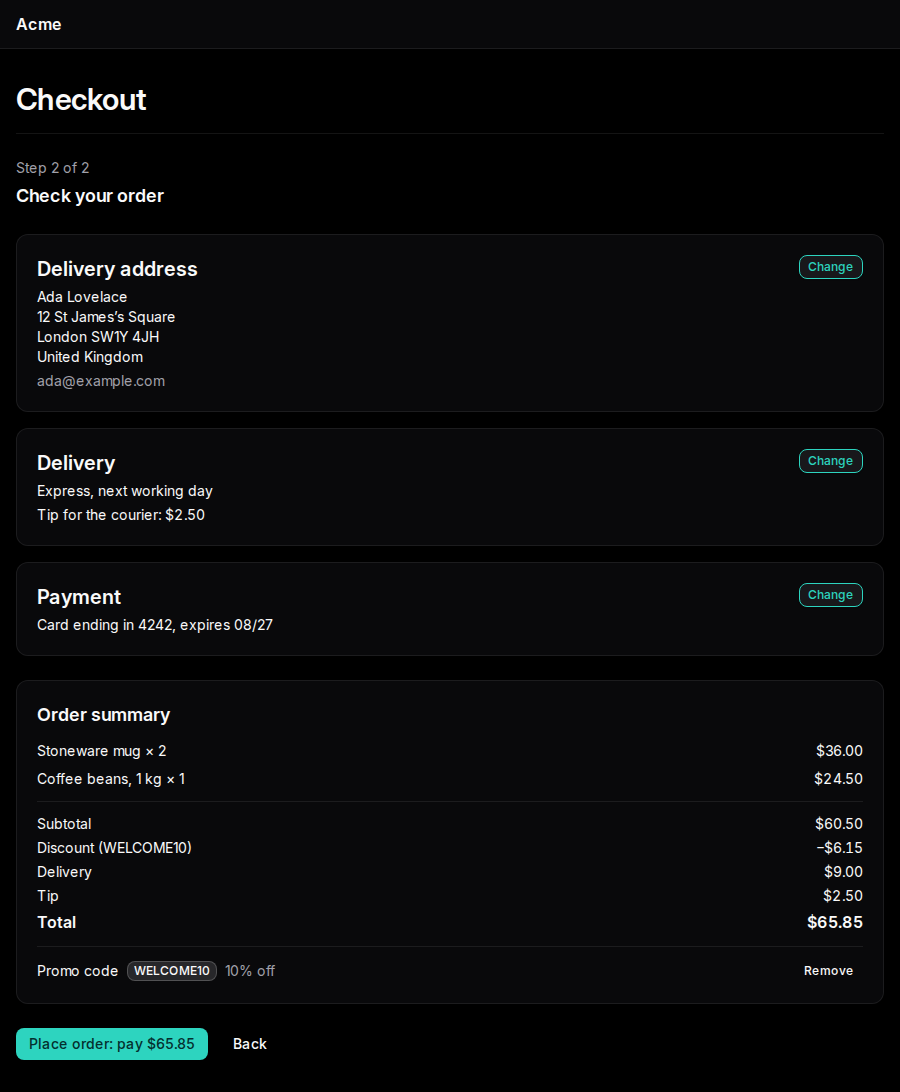 Acme
Checkout
Step 2 of 2
Check your order
Delivery address
Change
Ada Lovelace
12 St James’s Square
London SW1Y 4JH
United Kingdom
ada@example.com
Delivery
Change
Express, next working day
Tip for the courier: $2.50
Payment
Change
Card ending in 4242, expires 08/27
Order summary
Stoneware mug × 2 $36.00
Coffee beans, 1 kg × 1 $24.50
Subtotal $60.50
Discount (WELCOME10) −$6.15
Delivery $9.00
Tip $2.50
Total $65.85
Promo code WELCOME10 10% off Remove
Place order: pay $65.85 Back